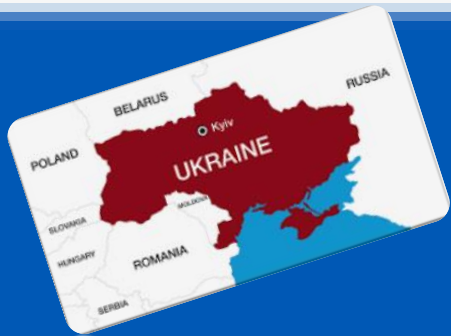 BELARUS
RUSSIA
Kyiv
POLAND
UKRAINE
SLOVAKIA
MOLDOVA
HUNGARY
ROMANIA
SERBIA